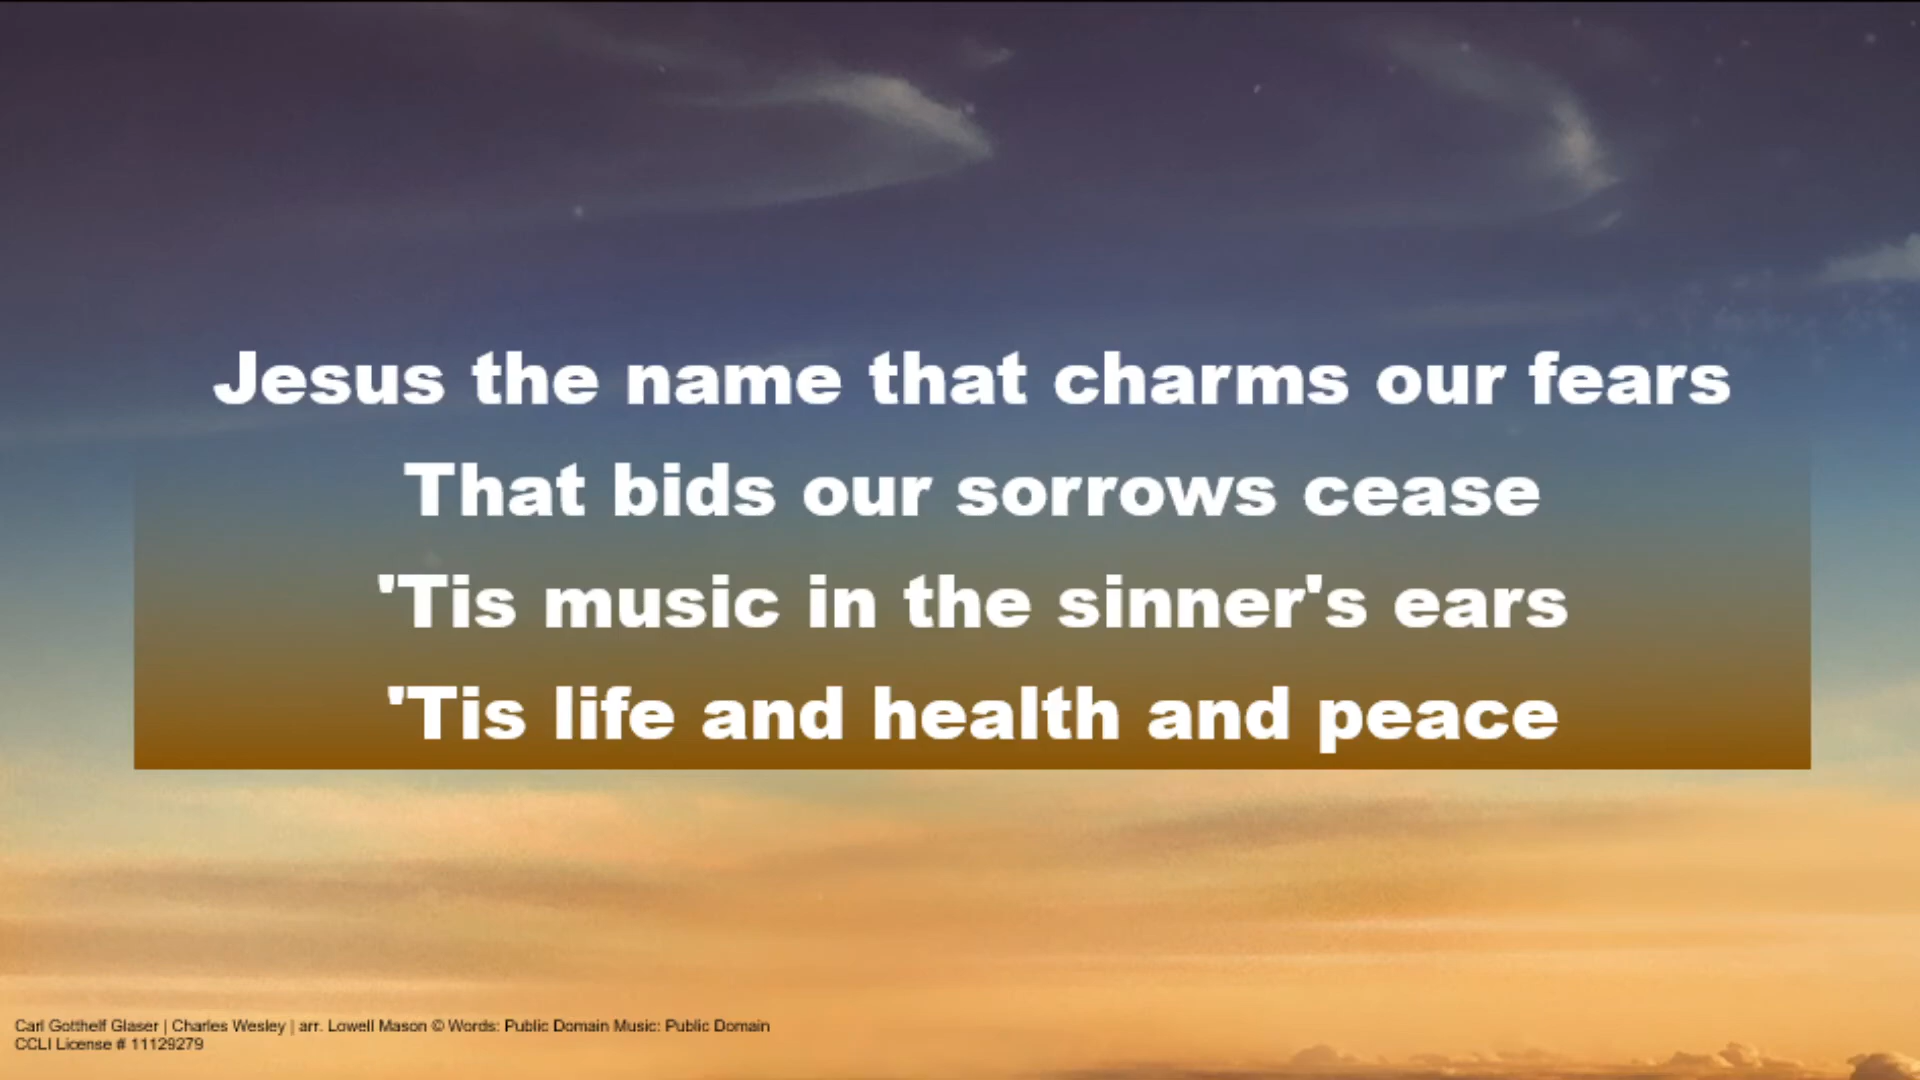 Jesus the name that charms our fears
That bids our sorrows cease
'Tis music in the sinner's ears
'Tis life and health and peace
Carl Gotthelf Glaser | Charles Wesley | arr. Lowell Mason © Words: Public Domain Music: Public Domain
CCLI License # 11129279